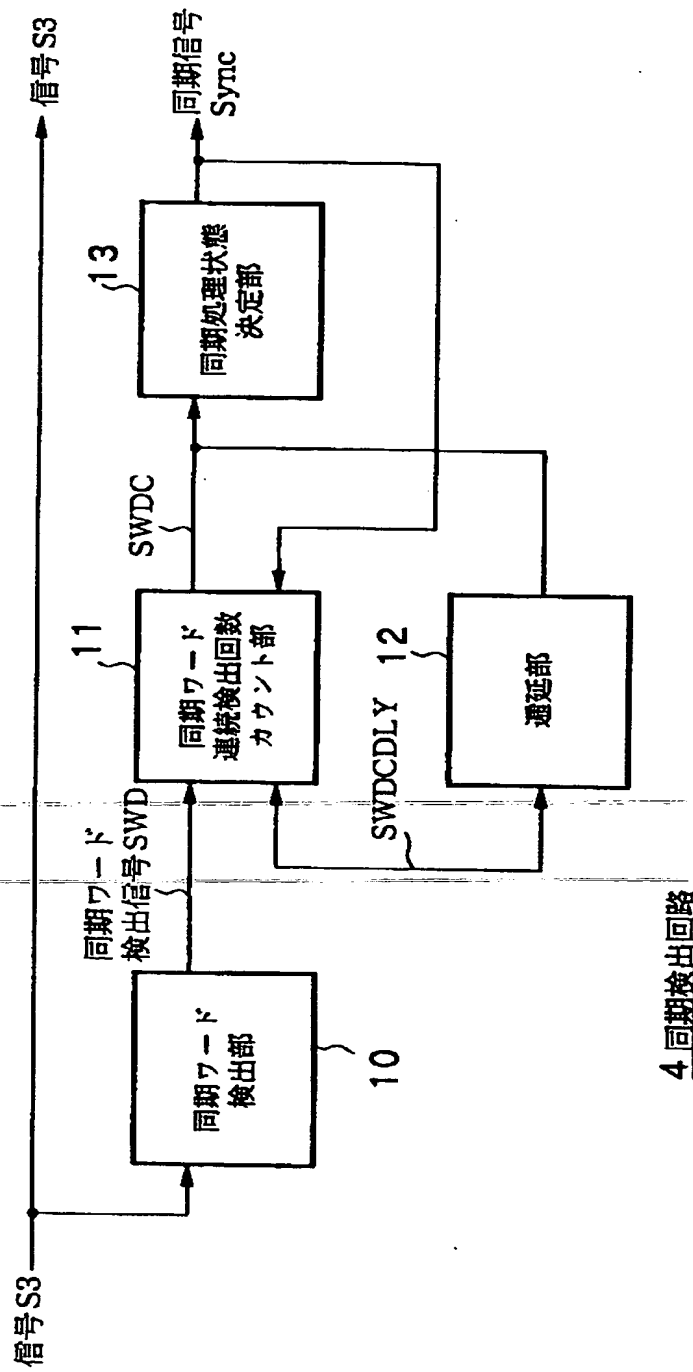 信号S3
信号S3
同期ワード
検出部
10
同期ワード
検出信号SWD
同期ワード
連続検出回数
カウント部
11
SWDC
同期処理状態
決定部
13
同期信号
Sync
SWDCDLY
遅延部
12
4 同期検出回路